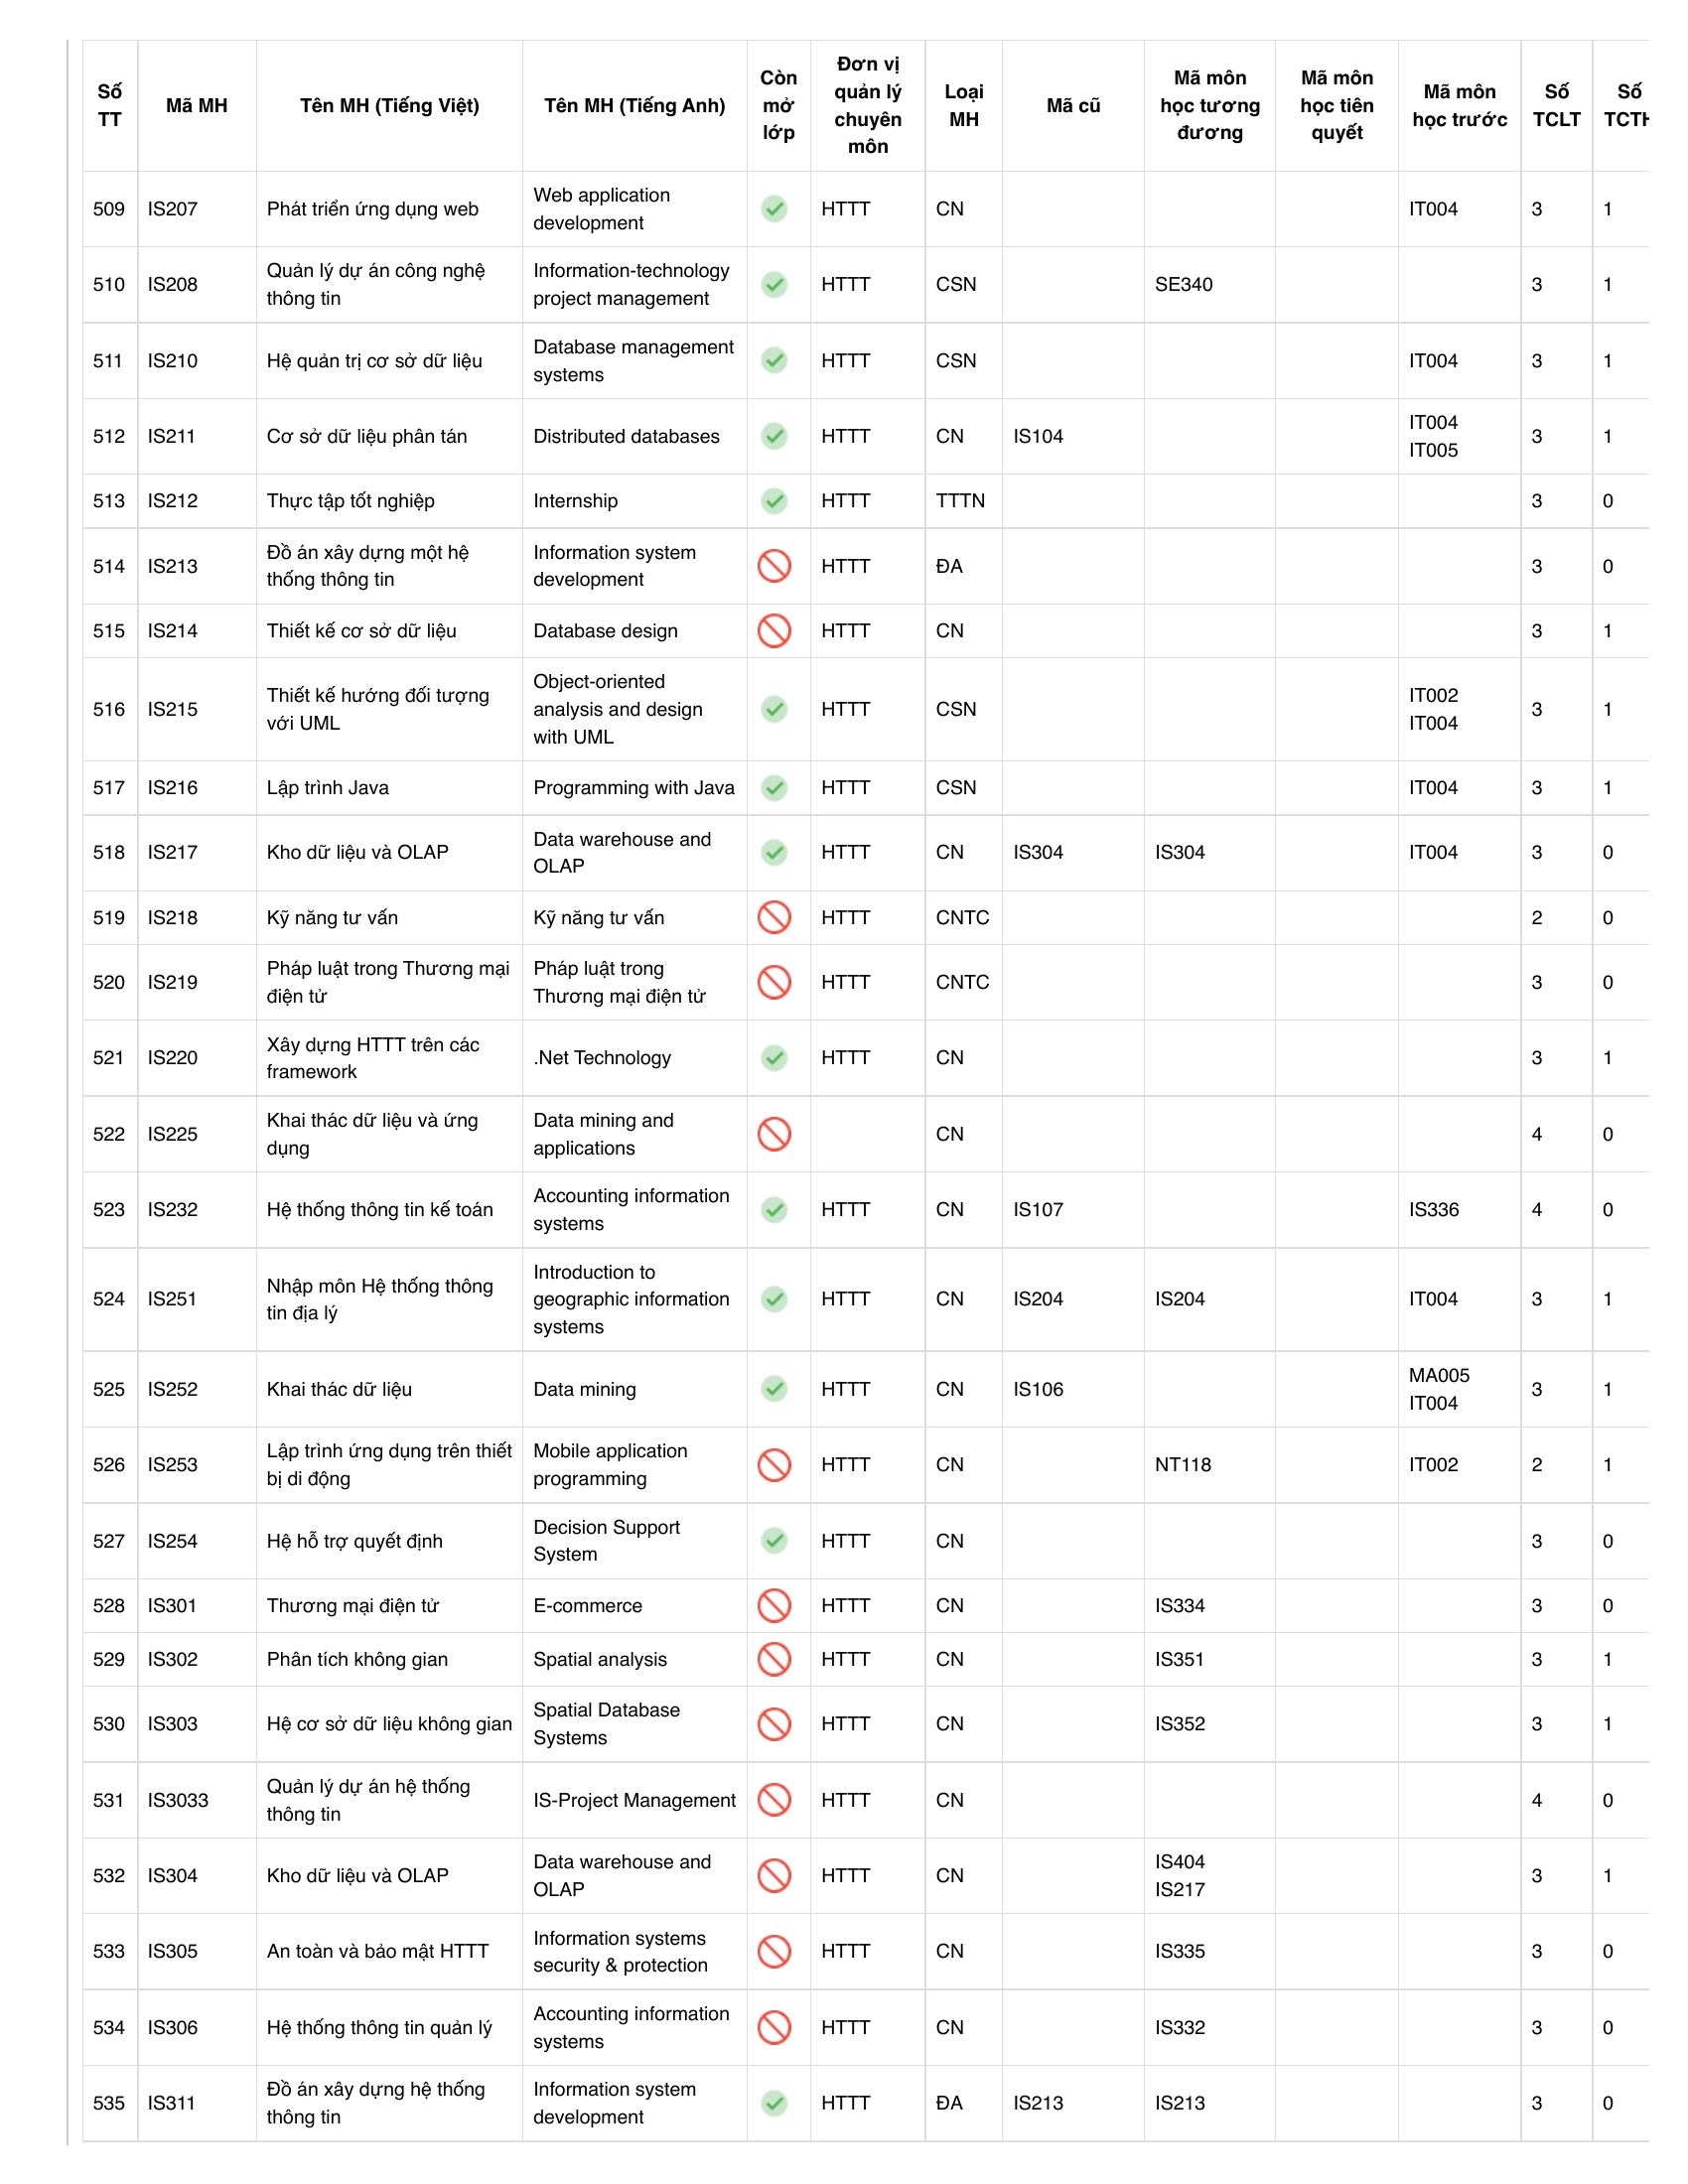 Số TT Mã MH Tên MH (Tiếng Việt) Tên MH (Tiếng Anh) Còn mở lớp Đơn vị quản lý chuyên môn Loại MH Mã cũ Mã môn học tương đương Mã môn học tiên quyết Mã môn học trước Số TCLT Số TCTH
509 IS207 Phát triển ứng dụng web Web application development HTTT CN IT004 3 1
510 IS208 Quản lý dự án công nghệ thông tin Information-technology project management HTTT CSN SE340 3 1
511 IS210 Hệ quản trị cơ sở dữ liệu Database management systems HTTT CSN IT004 3 1
512 IS211 Cơ sở dữ liệu phân tán Distributed databases HTTT CN IS104 IT004 IT005 3 1
513 IS212 Thực tập tốt nghiệp Internship HTTT TTTN 3 0
514 IS213 Đồ án xây dựng một hệ thống thông tin Information system development HTTT ĐA 3 0
515 IS214 Thiết kế cơ sở dữ liệu Database design HTTT CN 3 1
516 IS215 Thiết kế hướng đối tượng với UML Object-oriented analysis and design with UML HTTT CSN IT002 IT004 3 1
517 IS216 Lập trình Java Programming with Java HTTT CSN IT004 3 1
518 IS217 Kho dữ liệu và OLAP Data warehouse and OLAP HTTT CN IS304 IS304 IT004 3 0
519 IS218 Kỹ năng tư vấn Kỹ năng tư vấn HTTT CNTC 2 0
520 IS219 Pháp luật trong Thương mại điện tử Pháp luật trong Thương mại điện tử HTTT CNTC 3 0
521 IS220 Xây dựng HTTT trên các framework .Net Technology HTTT CN 3 1
522 IS225 Khai thác dữ liệu và ứng dụng Data mining and applications CN 4 0
523 IS232 Hệ thống thông tin kế toán Accounting information systems HTTT CN IS107 IS336 4 0
524 IS251 Nhập môn Hệ thống thông tin địa lý Introduction to geographic information systems HTTT CN IS204 IS204 IT004 3 1
525 IS252 Khai thác dữ liệu Data mining HTTT CN IS106 MA005 IT004 3 1
526 IS253 Lập trình ứng dụng trên thiết bị di động Mobile application programming HTTT CN NT118 IT002 2 1
527 IS254 Hệ hỗ trợ quyết định Decision Support System HTTT CN 3 0
528 IS301 Thương mại điện tử E-commerce HTTT CN IS334 3 0
529 IS302 Phân tích không gian Spatial analysis HTTT CN IS351 3 1
530 IS303 Hệ cơ sở dữ liệu không gian Spatial Database Systems HTTT CN IS352 3 1
531 IS3033 Quản lý dự án hệ thống thông tin IS-Project Management HTTT CN 4 0
532 IS304 Kho dữ liệu và OLAP Data warehouse and OLAP HTTT CN IS404 IS217 3 1
533 IS305 An toàn và bảo mật HTTT Information systems security & protection HTTT CN IS335 3 0
534 IS306 Hệ thống thông tin quản lý Accounting information systems HTTT CN IS332 3 0
535 IS311 Đồ án xây dựng hệ thống thông tin Information system development HTTT ĐA IS213 IS213 3 0